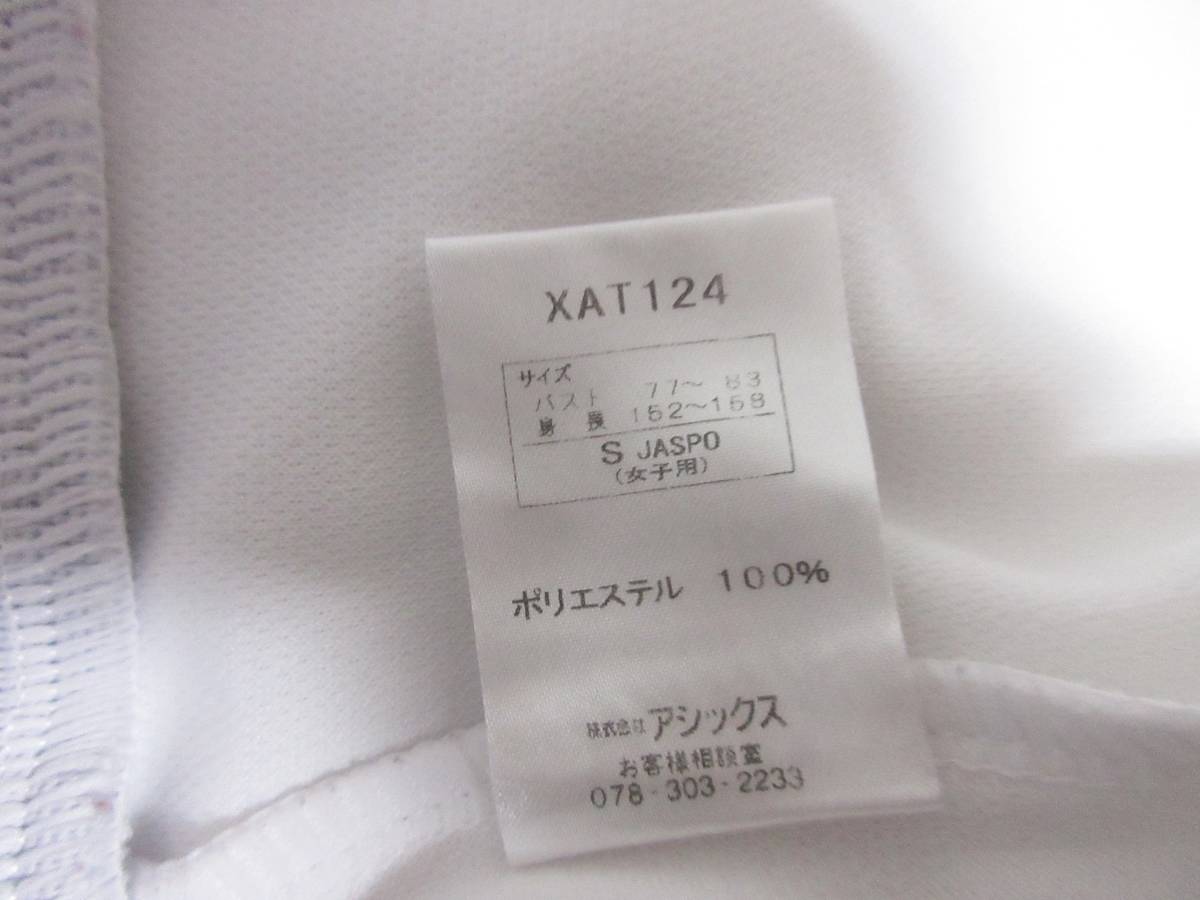 XAT124
サイズ
バスト 77～83
身長 152～158
S JASPO
(女子用)
ポリエステル 100%
株式会社アシックス
お客様相談室
078-303-2233